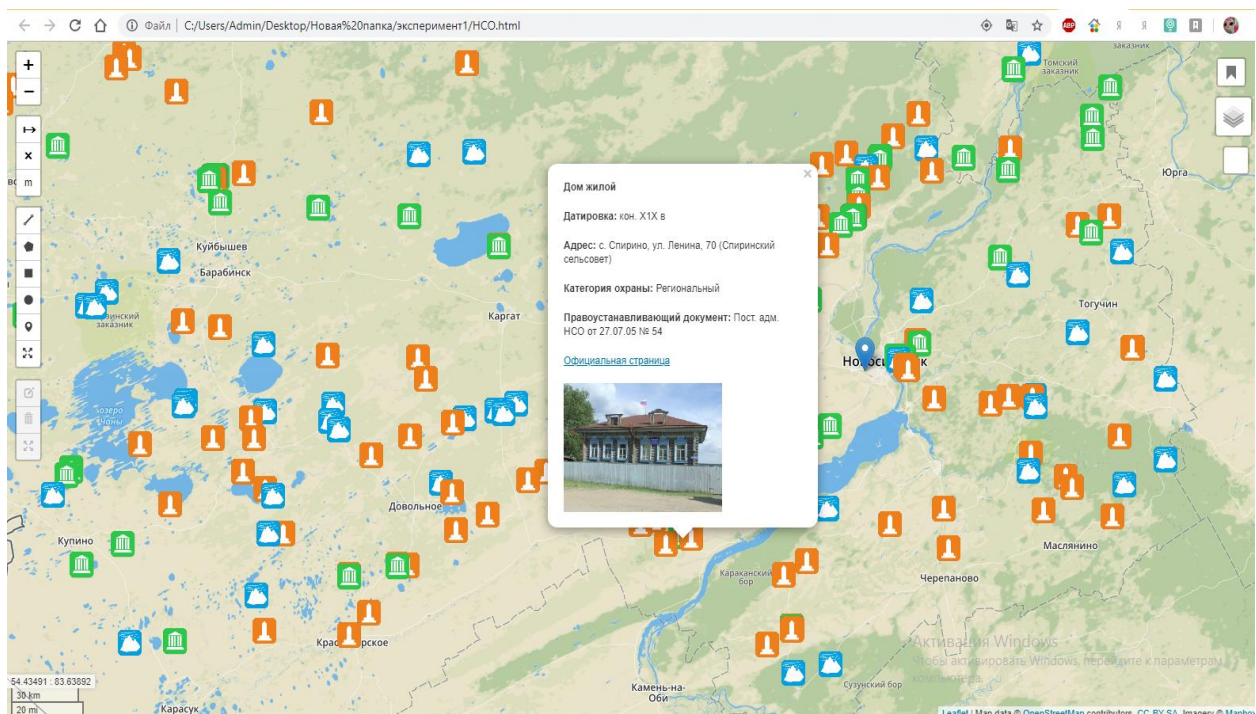 Файл | C:/Users/Admin/Desktop/Новая%20папка/эксперимент1/НСО.html
ABP
Я
Я
заказник
Томский
заказник
+
−
x
m
Юрга
Дом жилой
×
Датировка: кон. X1X в
Адрес: с. Спирино, ул. Ленина, 70 (Спиринский
сельсовет)
Категория охраны: Региональный
Правоустанавливающий документ: Пост. адм.
НСО от 27.07.05 № 54
Официальная страница
Куйбышев
Барабинск
Каргат
Тогучин
заказник
озеро
Чаны
Довольное
Купино
Маслянино
Караканский
бор
Черепаново
Активация Windows
Чтобы активировать Windows, перейдите к параметрам
компьютера.
54.43491 : 83.63892
30 km
20 mi
Карасук
Камень-на-
Оби
Сузунский бор
Leaflet | Map data © OpenStreetMap contributors, CC-BY-SA, Imagery ©